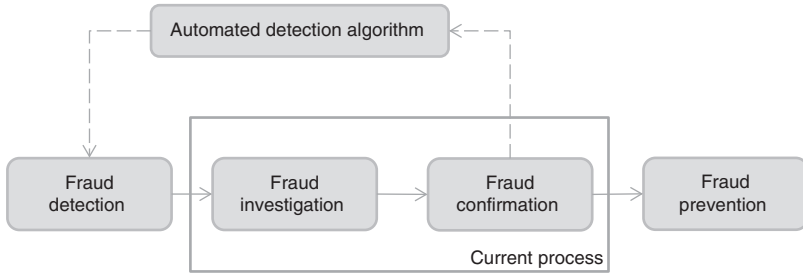 Automated detection algorithm
Fraud
detection
Fraud
investigation
Fraud
confirmation
Fraud
prevention
Current process